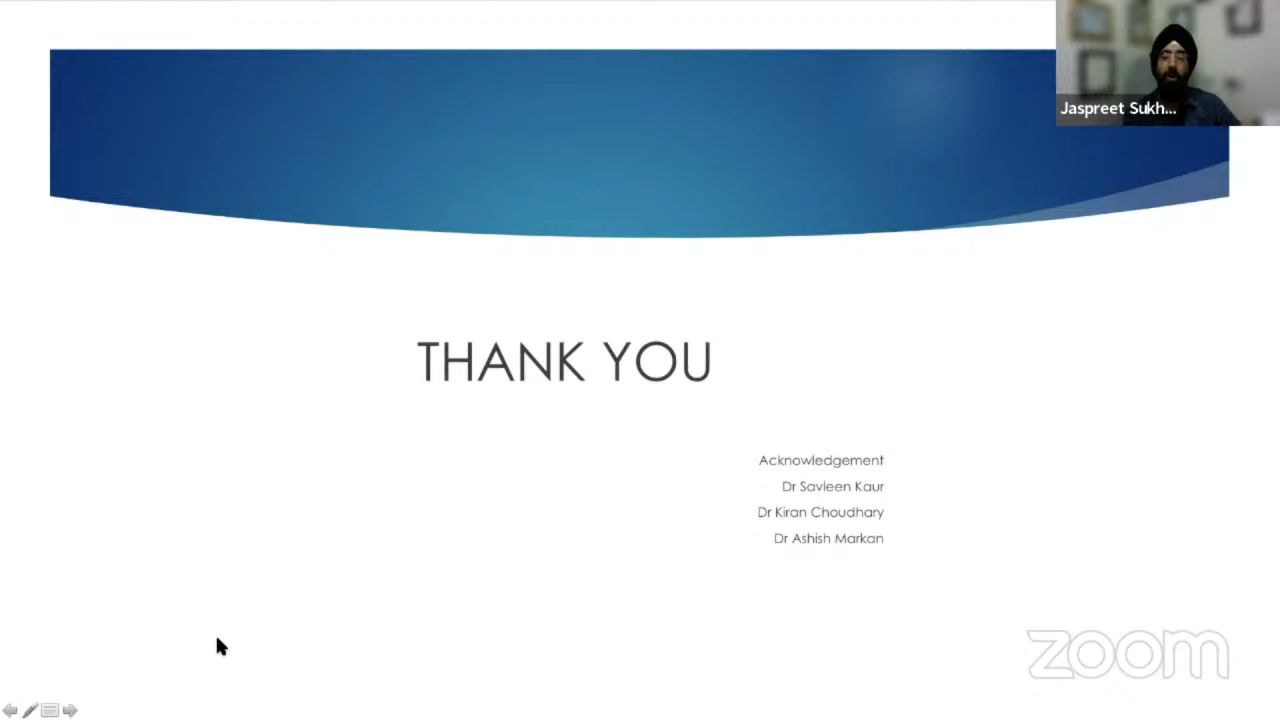 Jaspreet Sukh...
THANK YOU
Acknowledgement
Dr Savleen Kaur
Dr Kiran Choudhary
Dr Ashish Markan
zoom